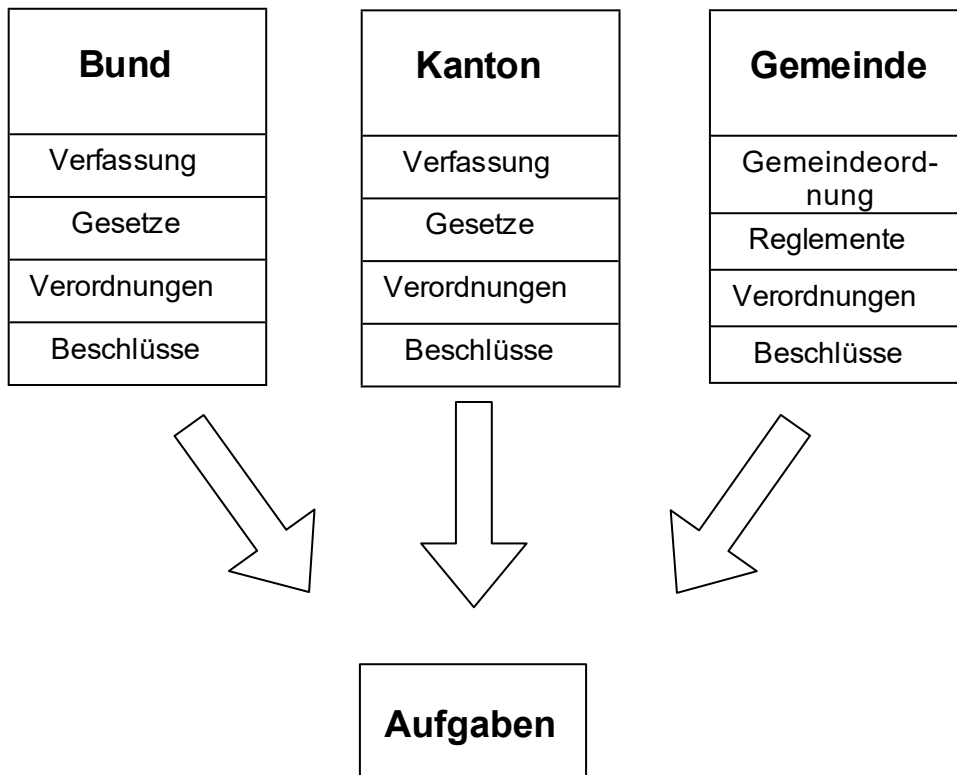 Bund
Verfassung
Gesetze
Verordnungen
Beschlüsse
Kanton
Verfassung
Gesetze
Verordnungen
Beschlüsse
Gemeinde
Gemeindeord-
nung
Reglemente
Verordnungen
Beschlüsse
Aufgaben